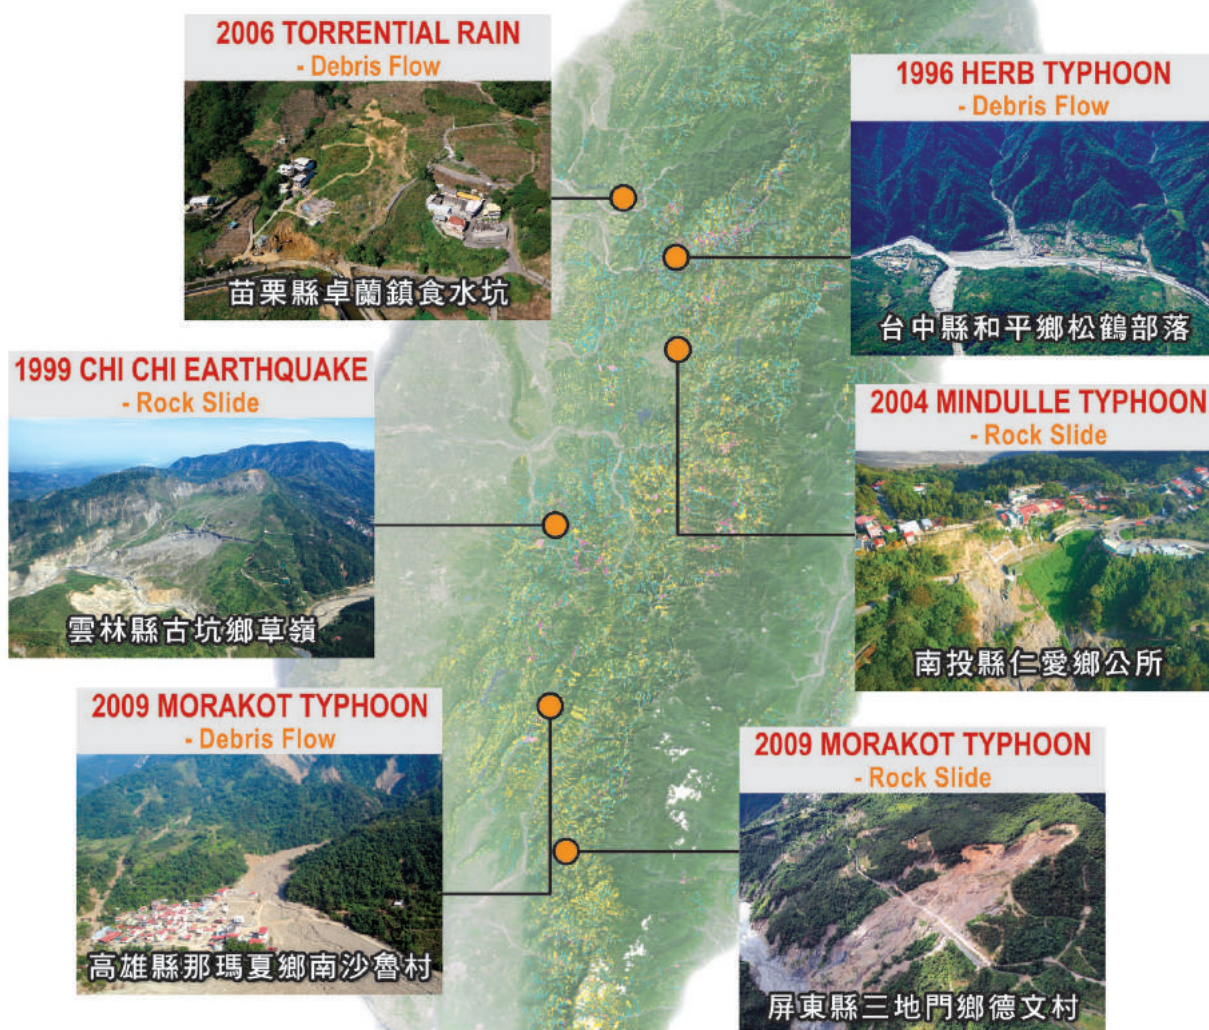 2006 TORRENTIAL RAIN
- Debris Flow
苗栗縣卓蘭鎮食水坑
1996 HERB TYPHOON
- Debris Flow
台中縣和平鄉松鶴部落
1999 CHI CHI EARTHQUAKE
- Rock Slide
雲林縣古坑鄉草嶺
2004 MINDULLE TYPHOON
- Rock Slide
南投縣仁愛鄉公所
2009 MORAKOT TYPHOON
- Debris Flow
高雄縣那瑪夏鄉南沙魯村
2009 MORAKOT TYPHOON
- Rock Slide
屏東縣三地門鄉德文村